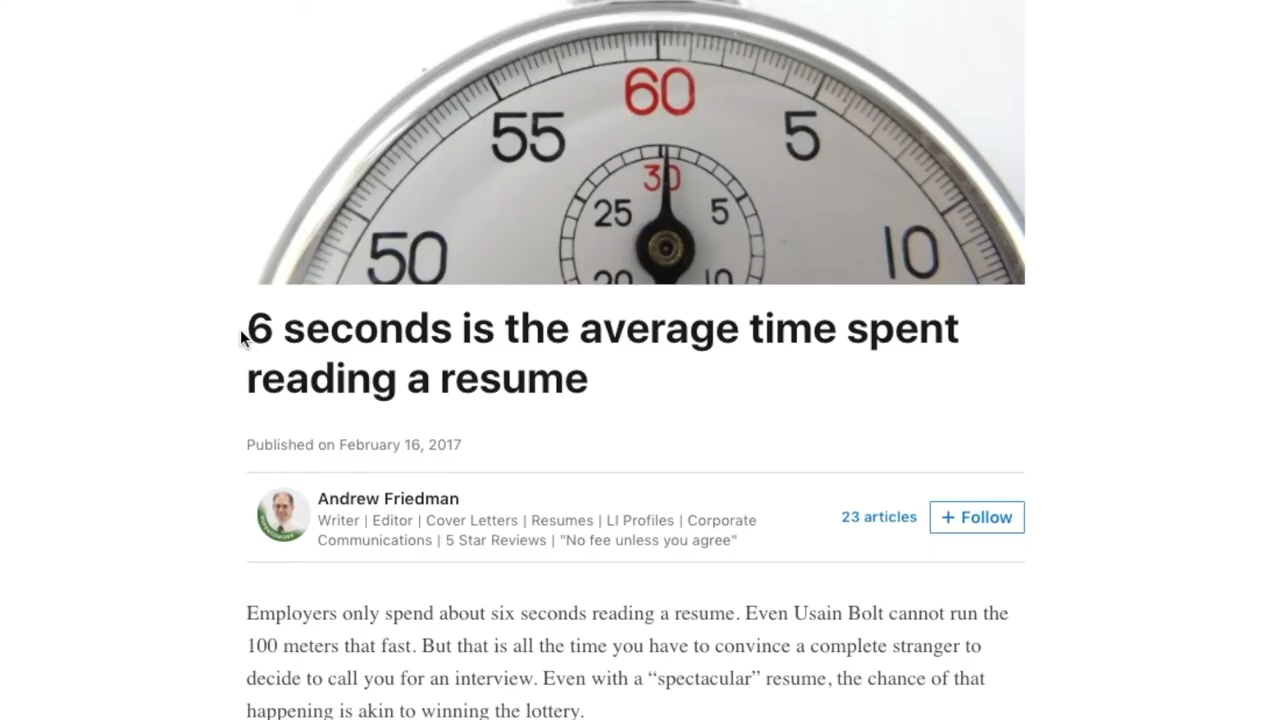 60
55
5
30
25
5
50
10
20
10
6 seconds is the average time spent
reading a resume
Published on February 16, 2017
Andrew Friedman
Writer | Editor | Cover Letters | Resumes | LI Profiles | Corporate
Communications | 5 Star Reviews | "No fee unless you agree"
23 articles
+ Follow
Employers only spend about six seconds reading a resume. Even Usain Bolt cannot run the
100 meters that fast. But that is all the time you have to convince a complete stranger to
decide to call you for an interview. Even with a “spectacular” resume, the chance of that
happening is akin to winning the lottery.